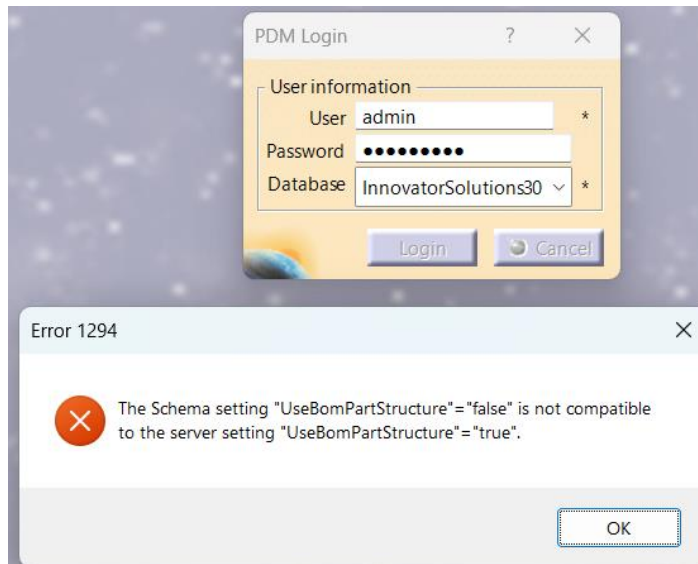 PDM Login
?
User information
User admin *
Password
Database InnovatorSolutions30 *
Login
Cancel
Error 1294
The Schema setting "UseBomPartStructure"="false" is not compatible
to the server setting "UseBomPartStructure"="true".
OK